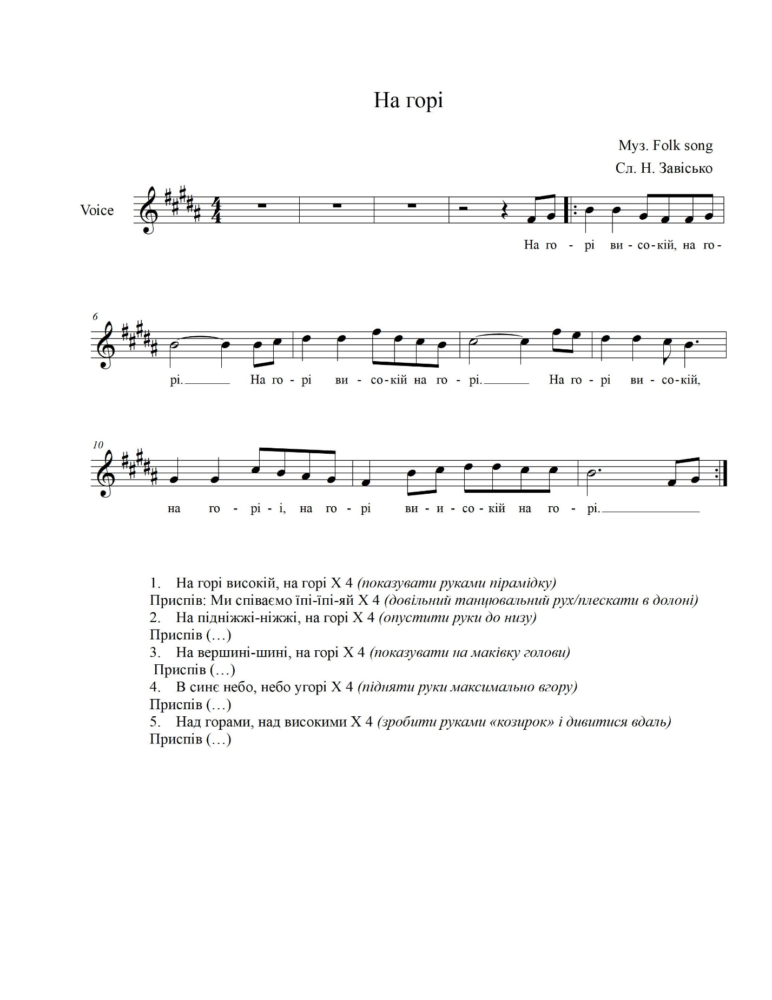 На горі
Муз. Folk song
Сл. Н. Завісько
Voice
4
4
На го - рі ви - со - кій, на го -
6
рі. На го - рі ви - со - кій на го - рі. На го - рі ви - со - кій,
10
на го - рі - і, на го - рі ви - и - со - кій на го - рі.
1. На горі високій, на горі Х 4 (показувати руками пірамідку)
Приспів: Ми співаємо їпі-їпі-яй Х 4 (довільний танцювальний рух/плескати в долоні)
2. На підніжжі-ніжжі, на горі Х 4 (опустити руки до низу)
Приспів (…)
3. На вершині-шині, на горі Х 4 (показувати на маківку голови)
Приспів (…)
4. В синє небо, небо угорі Х 4 (підняти руки максимально вгору)
Приспів (…)
5. Над горами, над високими Х 4 (зробити руками «козирок» і дивитися вдаль)
Приспів (…)